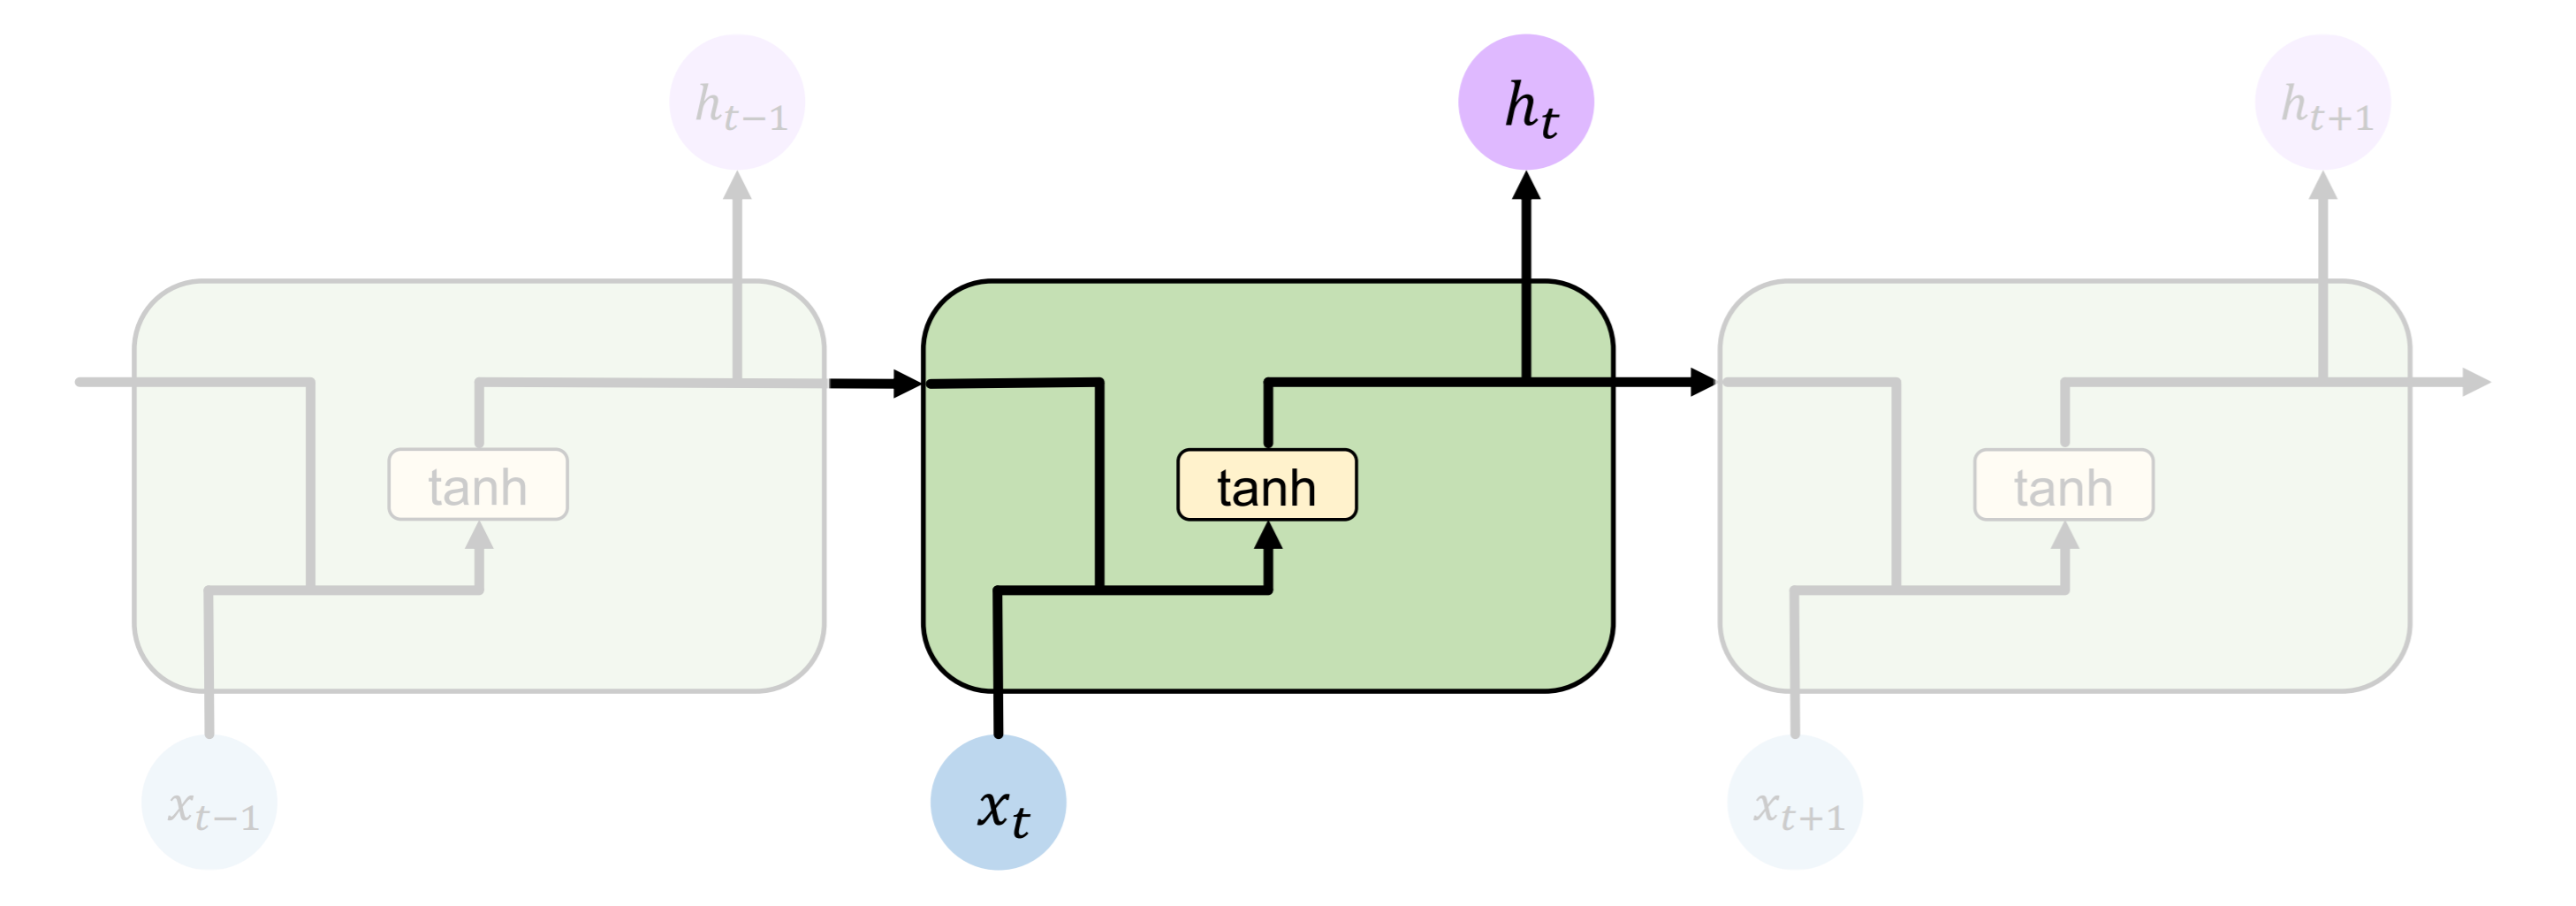 h_{t−1}
h_t
h_{t+1}
tanh
tanh
tanh
x_{t−1}
x_t
x_{t+1}